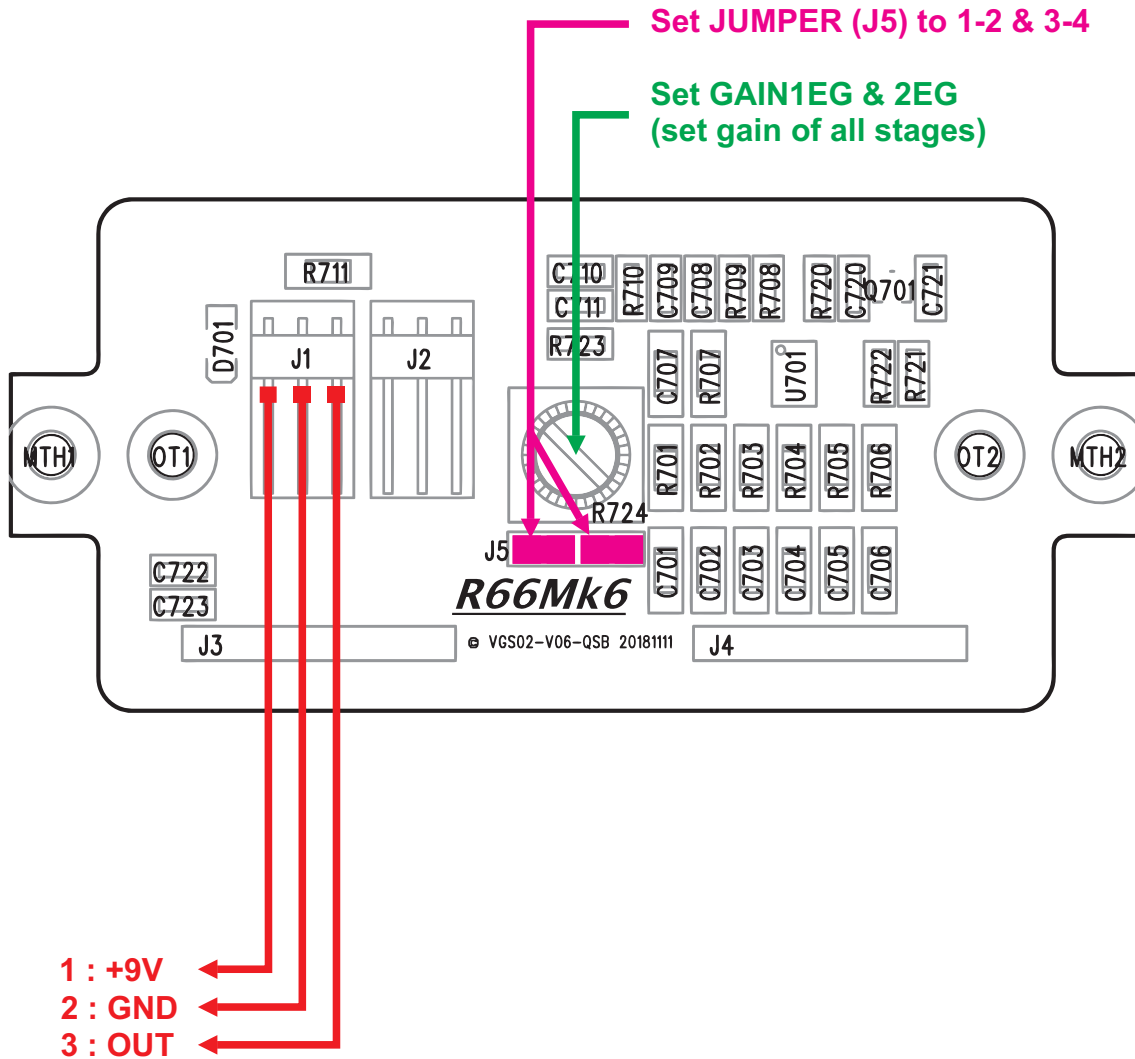 Set JUMPER (J5) to 1-2 & 3-4
Set GAIN1EG & 2EG
(set gain of all stages)
R711
C710
C711
R723
R710
C709
C708
R709
R708
R720
C720
Q701
C721
D701
J1
J2
C707
R707
U701
R722
R721
MTH1
OT1
R701
R702
R703
R704
R705
R706
OT2
MTH2
R724
J5
C701
C702
C703
C704
C705
C706
R66Mk6
C722
C723
J3
© VGS02-V06-QSB 20181111
J4
1 : +9V
2 : GND
3 : OUT